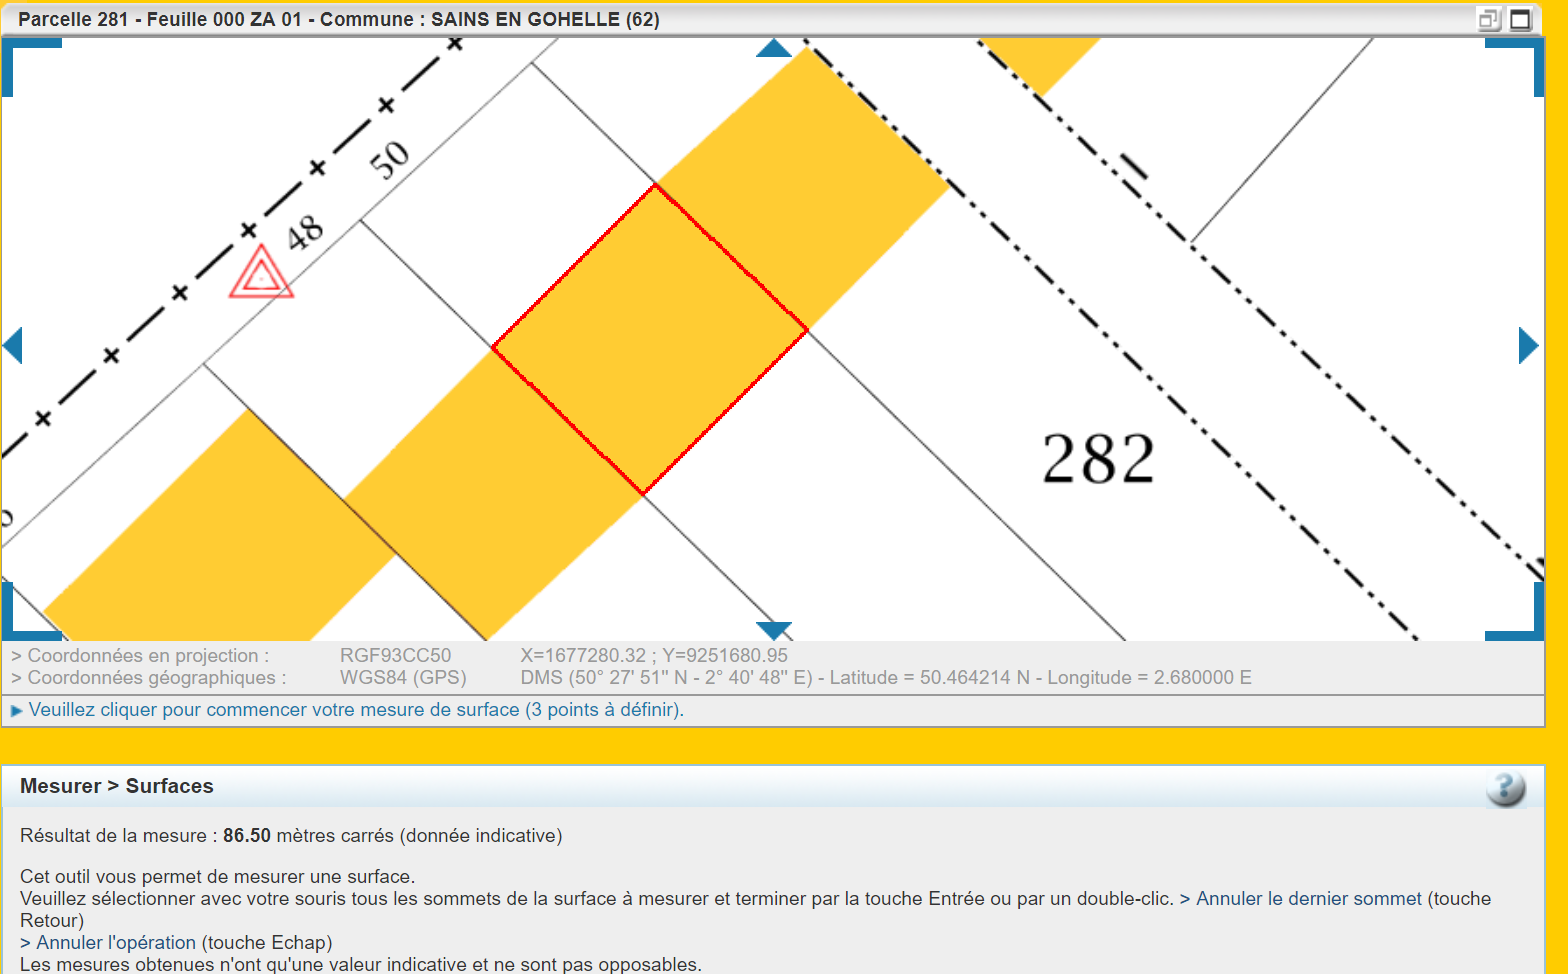 Parcelle 281 - Feuille 000 ZA 01 - Commune : SAINS EN GOHELLE (62)
50
48
282
> Coordonnées en projection : RGF93CC50 X=1677280.32 ; Y=9251680.95
> Coordonnées géographiques : WGS84 (GPS) DMS (50° 27' 51" N - 2° 40' 48" E) - Latitude = 50.464214 N - Longitude = 2.680000 E
Veuillez cliquer pour commencer votre mesure de surface (3 points à définir).
Mesurer > Surfaces
?
Résultat de la mesure : 86.50 mètres carrés (donnée indicative)
Cet outil vous permet de mesurer une surface.
Veuillez sélectionner avec votre souris tous les sommets de la surface à mesurer et terminer par la touche Entrée ou par un double-clic. > Annuler le dernier sommet (touche
Retour)
> Annuler l'opération (touche Echap)
Les mesures obtenues n'ont qu'une valeur indicative et ne sont pas opposables.